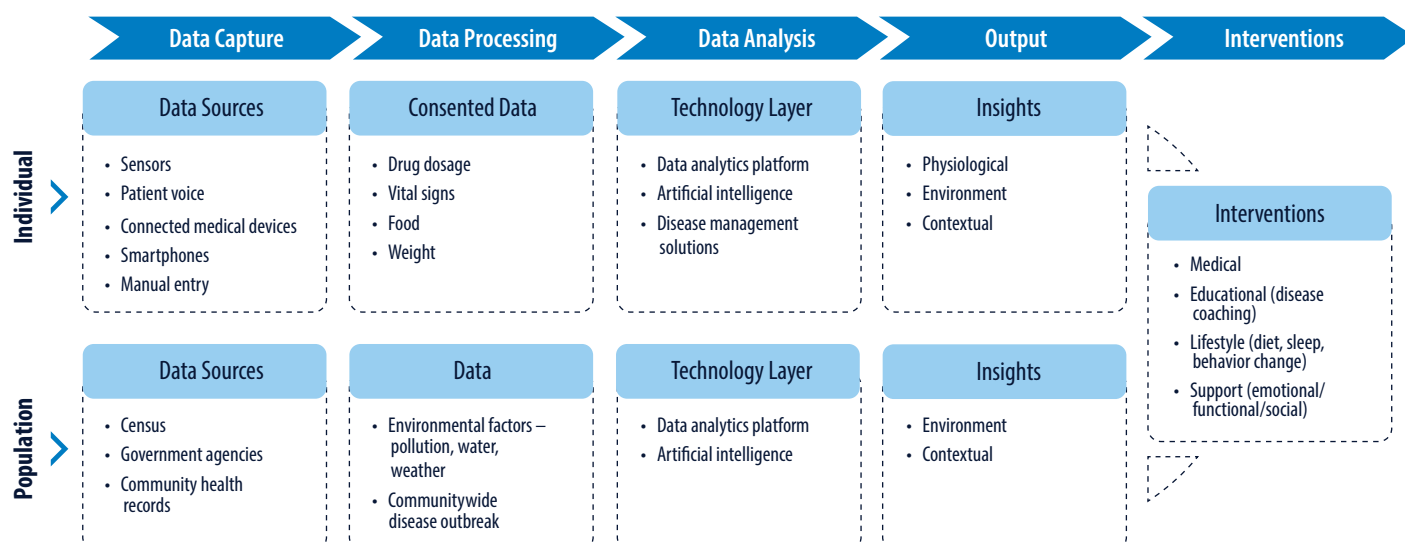 Data Capture
Data Processing
Data Analysis
Output
Interventions
Individual
Data Sources
• Sensors
• Patient voice
• Connected medical devices
• Smartphones
• Manual entry
Consented Data
• Drug dosage
• Vital signs
• Food
• Weight
Technology Layer
• Data analytics platform
• Artificial intelligence
• Disease management
solutions
Insights
• Physiological
• Environment
• Contextual
Interventions
• Medical
• Educational (disease
coaching)
• Lifestyle (diet, sleep,
behavior change)
• Support (emotional/
functional/social)
Population
Data Sources
• Census
• Government agencies
• Community health
records
Data
• Environmental factors –
pollution, water,
weather
• Communitywide
disease outbreak
Technology Layer
• Data analytics platform
• Artificial intelligence
Insights
• Environment
• Contextual